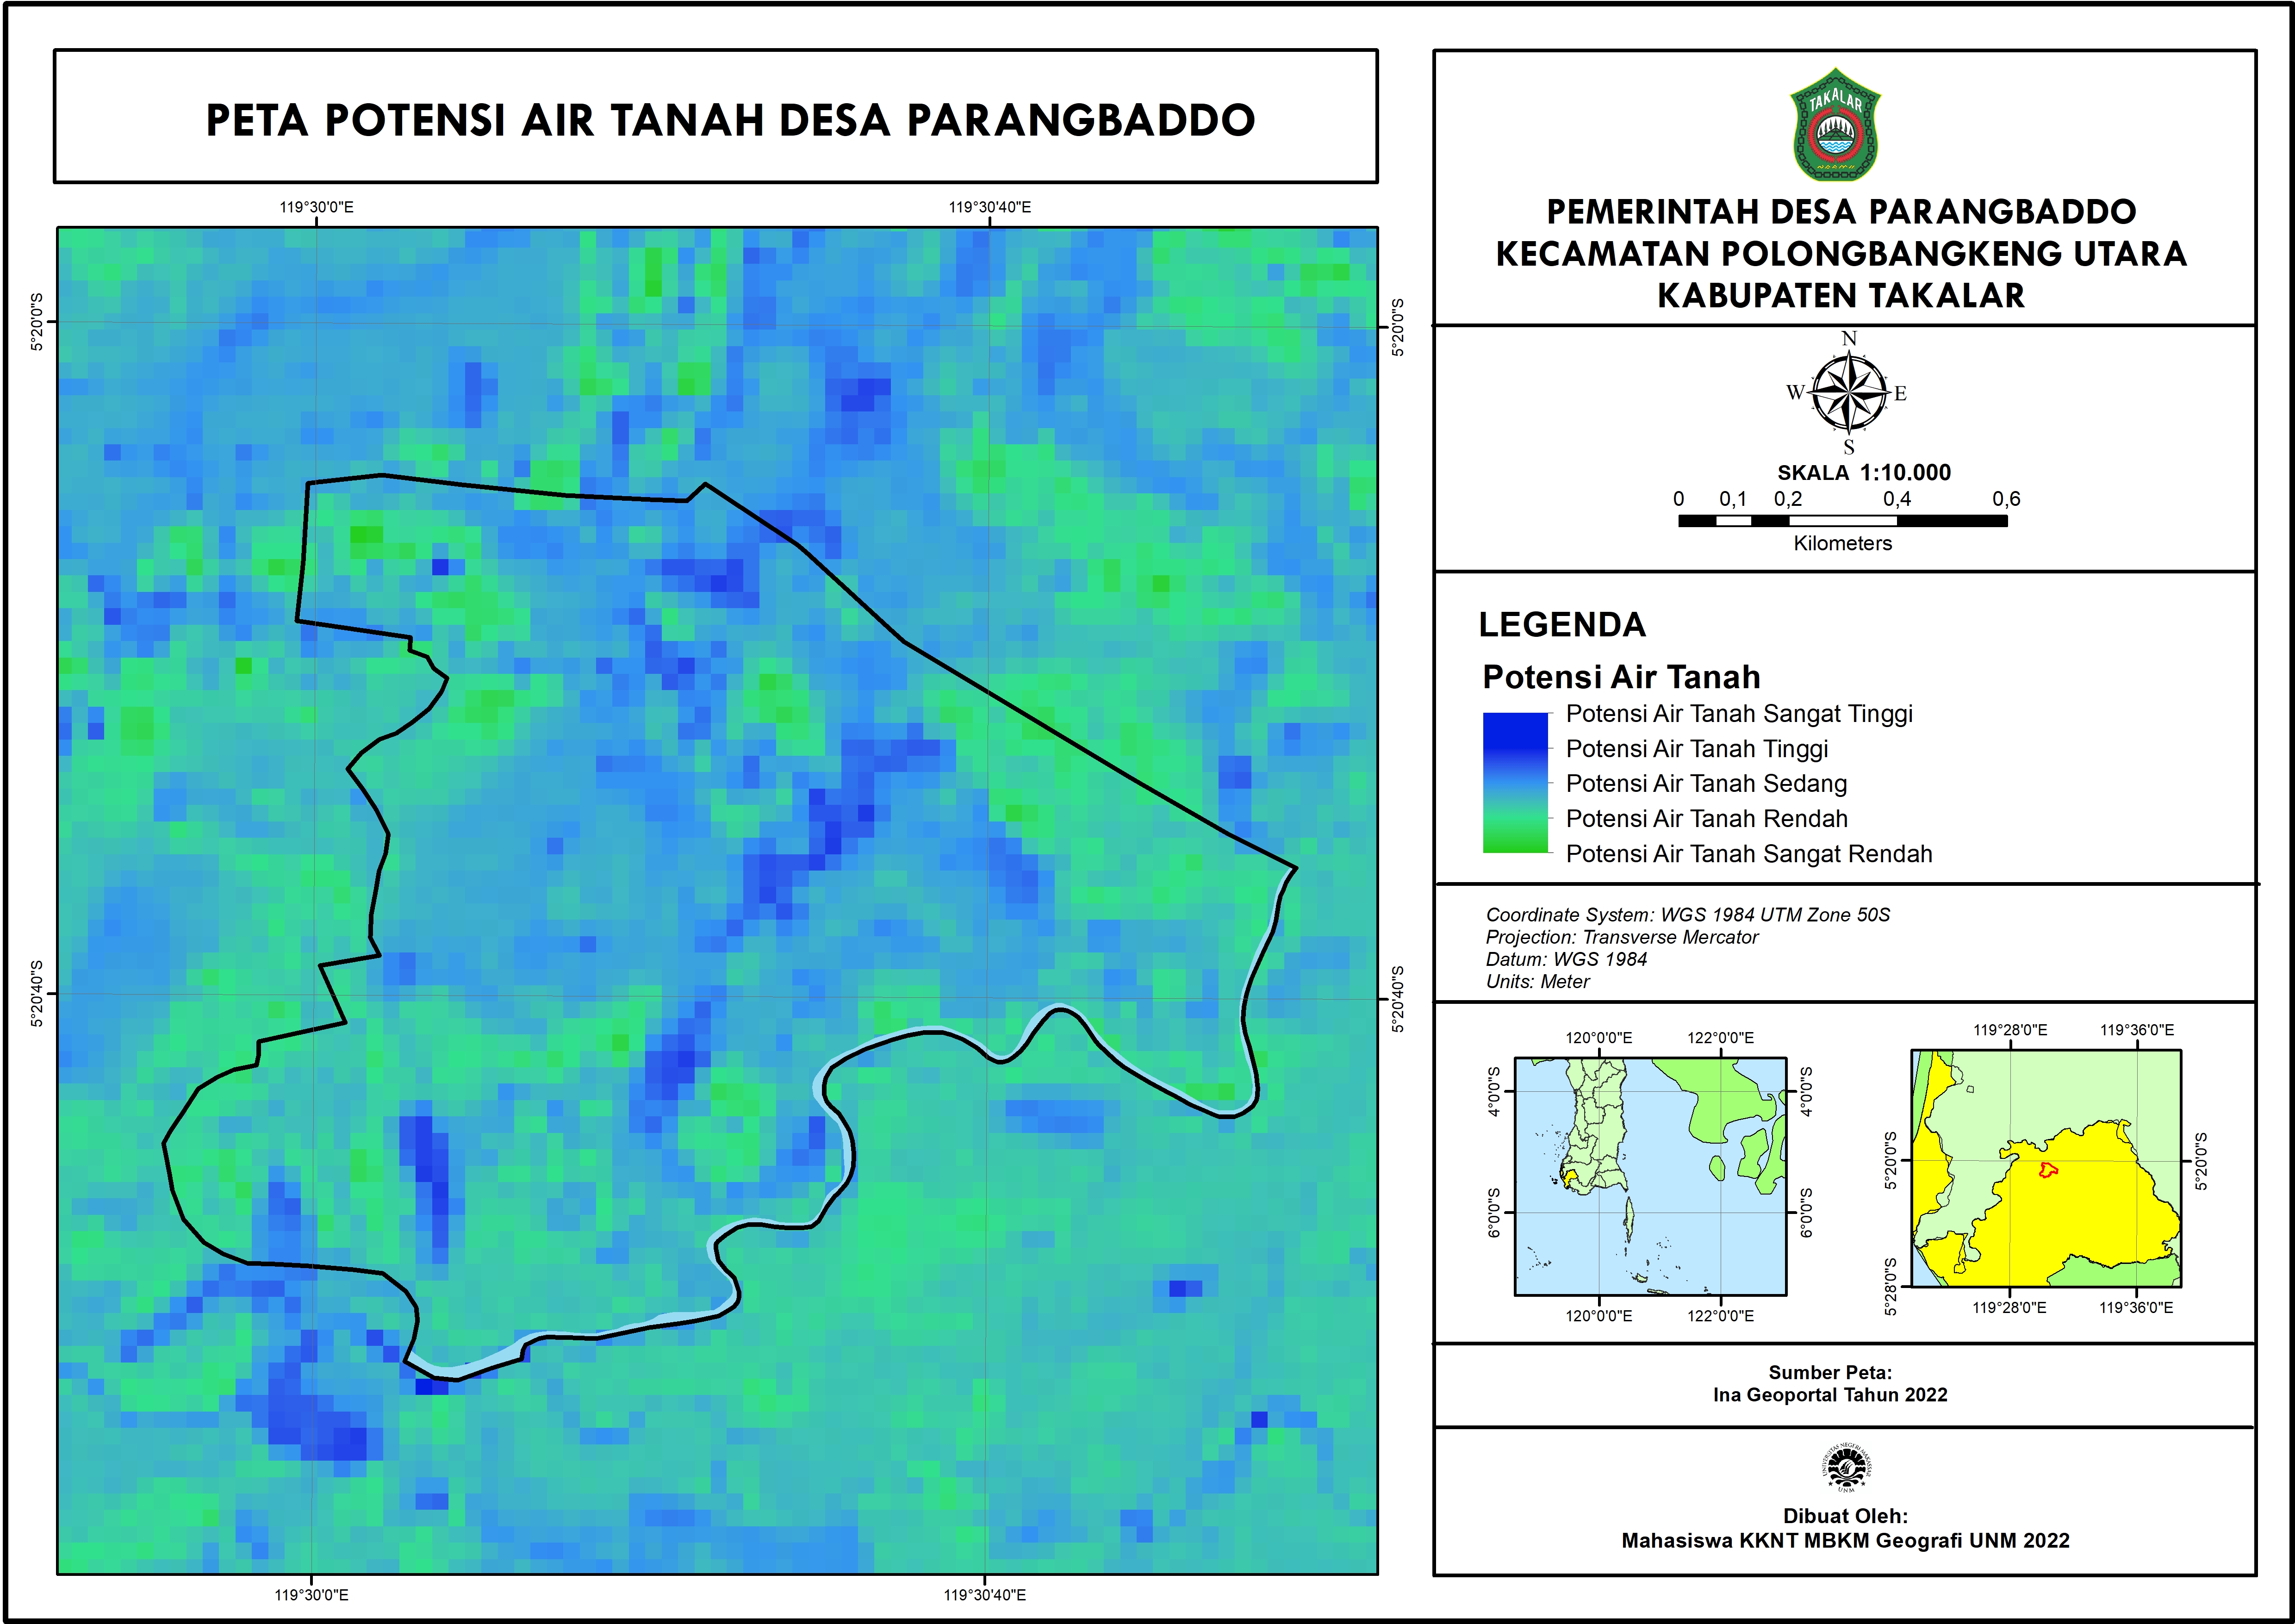 PETA POTENSI AIR TANAH DESA PARANGBADDO
119°30'0"E
119°30'40"E
5°20'0"S
5°20'0"S
5°20'40"S
5°20'40"S
119°30'0"E
119°30'40"E
TAKALAR
PEMERINTAH DESA PARANGBADDO
KECAMATAN POLONGBANGKENG UTARA
KABUPATEN TAKALAR
N
W
E
S
SKALA 1:10.000
0 0,1 0,2 0,4 0,6
Kilometers
LEGENDA
Potensi Air Tanah
Potensi Air Tanah Sangat Tinggi
Potensi Air Tanah Tinggi
Potensi Air Tanah Sedang
Potensi Air Tanah Rendah
Potensi Air Tanah Sangat Rendah
Coordinate System: WGS 1984 UTM Zone 50S
Projection: Transverse Mercator
Datum: WGS 1984
Units: Meter
120°0'0"E
122°0'0"E
4°0'0"S
4°0'0"S
6°0'0"S
6°0'0"S
120°0'0"E
122°0'0"E
119°28'0"E
119°36'0"E
5°20'0"S
5°20'0"S
5°28'0"S
119°28'0"E
119°36'0"E
Sumber Peta:
Ina Geoportal Tahun 2022
UNIVERSITAS NEGERI MAKASSAR
UNM
Dibuat Oleh:
Mahasiswa KKNT MBKM Geografi UNM 2022